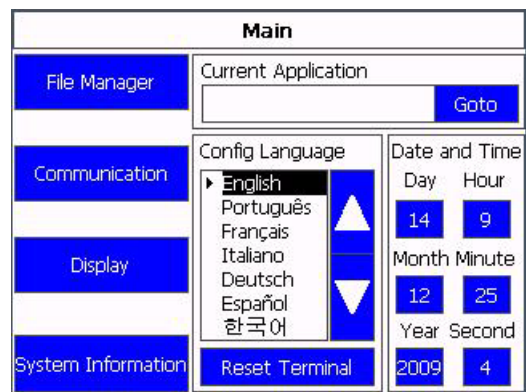 Main
File Manager
Communication
Display
System Information
Current Application
Goto
Config Language
English
Português
Français
Italiano
Deutsch
Español
한국어
Reset Terminal
Date and Time
Day Hour
14 9
Month Minute
12 25
Year Second
2009 4